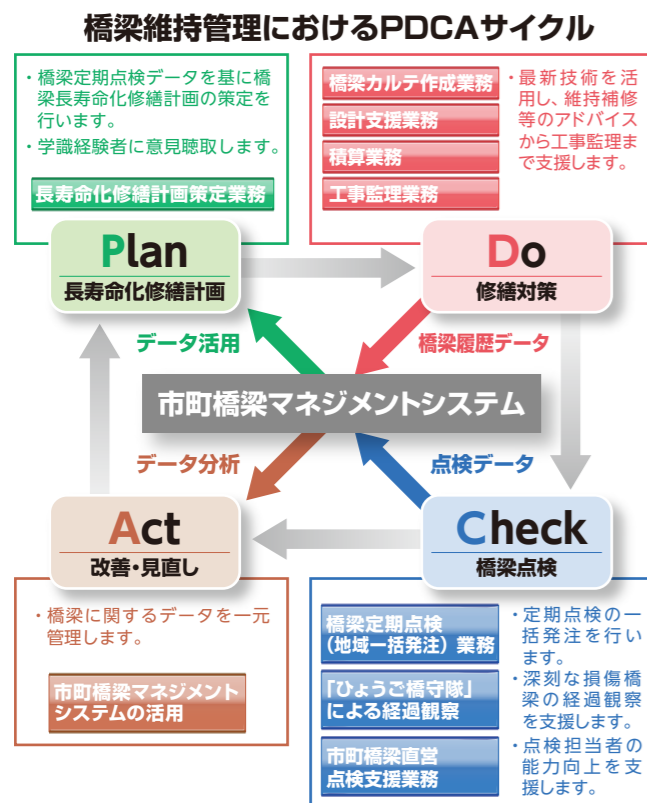 橋梁維持管理におけるPDCAサイクル
・橋梁定期点検データを基に橋
梁長寿命化修繕計画の策定を
行います。
・学識経験者に意見聴取します。
長寿命化修繕計画策定業務
Plan
長寿命化修繕計画
橋梁カルテ作成業務
設計支援業務
積算業務
工事監理業務
・最新技術を活
用し、維持補修
等のアドバイス
から工事監理ま
で支援します。
Do
修繕対策
データ活用
橋梁履歴データ
市町橋梁マネジメントシステム
データ分析
点検データ
Act
改善・見直し
・橋梁に関するデータを一元
管理します。
市町橋梁マネジメント
システムの活用
Check
橋梁点検
橋梁定期点検
（地域一括発注）業務
「ひょうご橋守隊」
による経過観察
市町橋梁直営
点検支援業務
・定期点検の一
括発注を行い
ます。
・深刻な損傷橋
梁の経過観察
を支援します。
・点検担当者の
能力向上を支
援します。